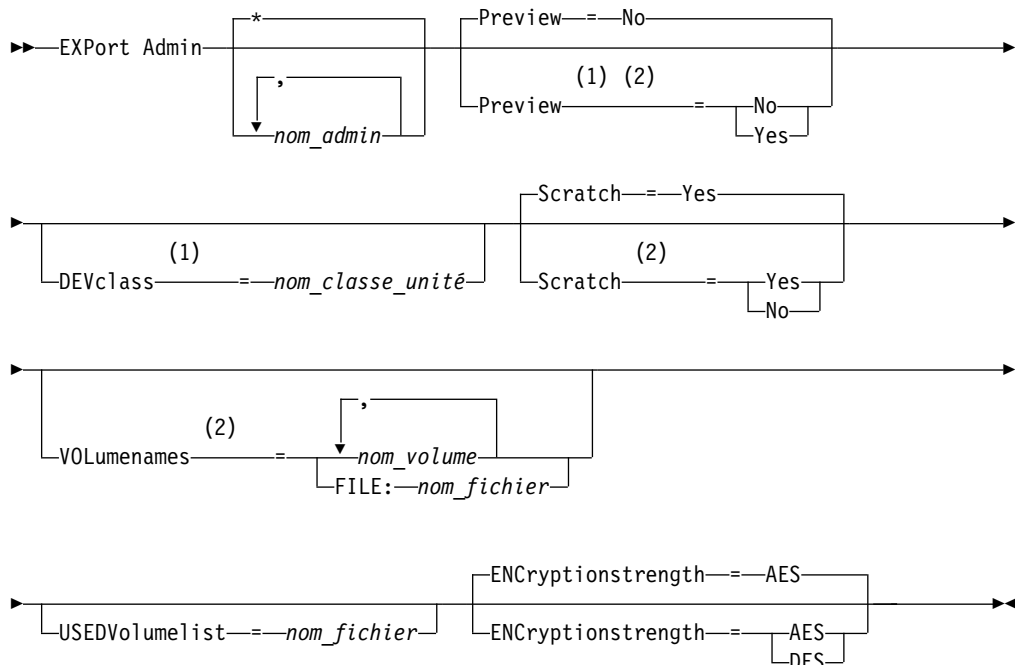 *
Preview = No
EXPort Admin
,
(1) (2)
Preview = No
nom_admin
Yes
Scratch = Yes
(1)
(2)
DEVclass = nom_classe_unité
Scratch = Yes
No
,
(2)
VOLumenames = nom_volume
FILE: nom_fichier
ENCryptionstrength = AES
USEDVolumelist = nom_fichier
ENCryptionstrength = AES
DES